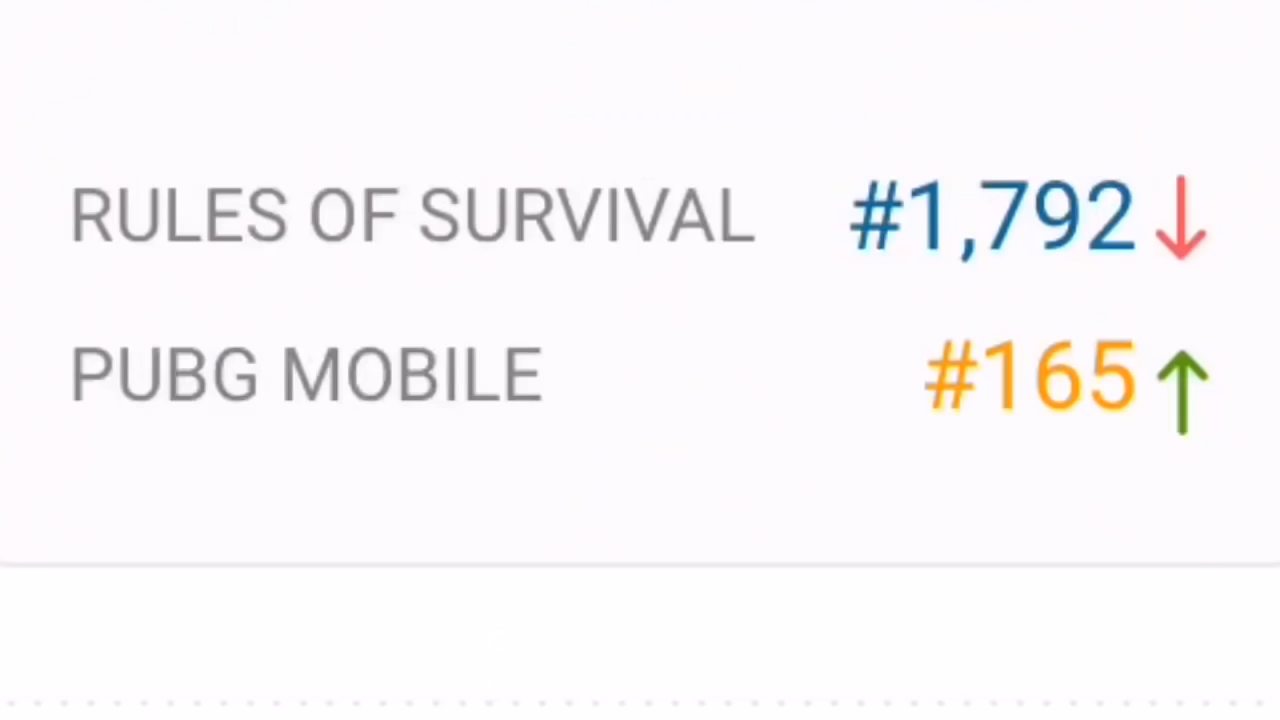 RULES OF SURVIVAL #1,792↓
PUBG MOBILE #165↑